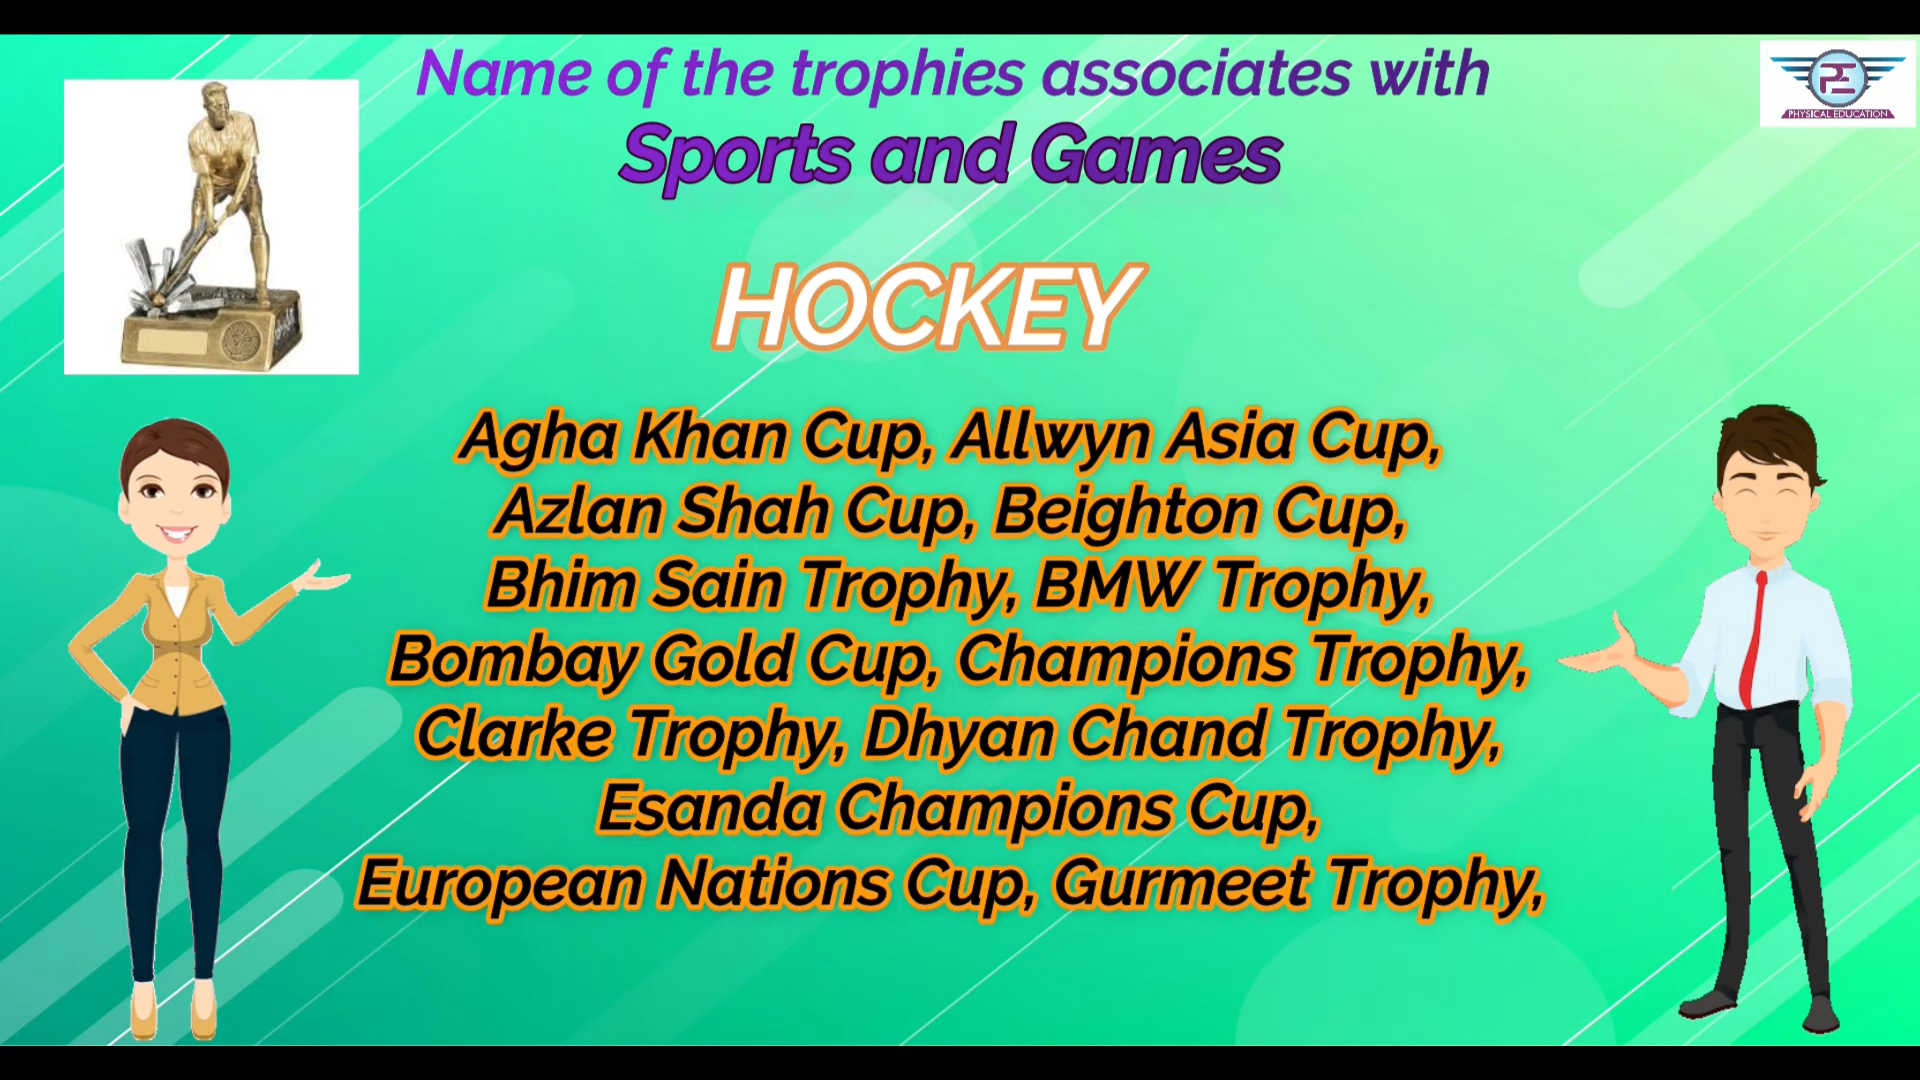 Name of the trophies associates with
Sports and Games
PHYSICAL EDUCATION
HOCKEY
Agha Khan Cup, Allwyn Asia Cup,
Azlan Shah Cup, Beighton Cup,
Bhim Sain Trophy, BMW Trophy,
Bombay Gold Cup, Champions Trophy,
Clarke Trophy, Dhyan Chand Trophy,
Esanda Champions Cup,
European Nations Cup, Gurmeet Trophy,